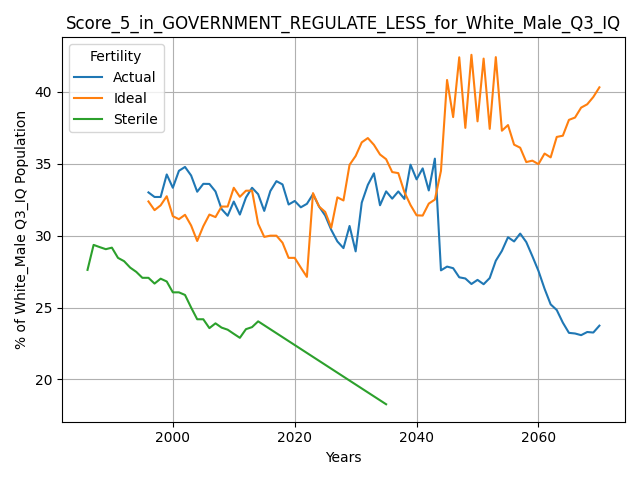 Score_5_in_GOVERNMENT_REGULATE_LESS_for_White_Male_Q3_IQ
Fertility
Actual
Ideal
Sterile
% of White_Male Q3_IQ Population
40
35
30
25
20
2000
2020
2040
2060
Years